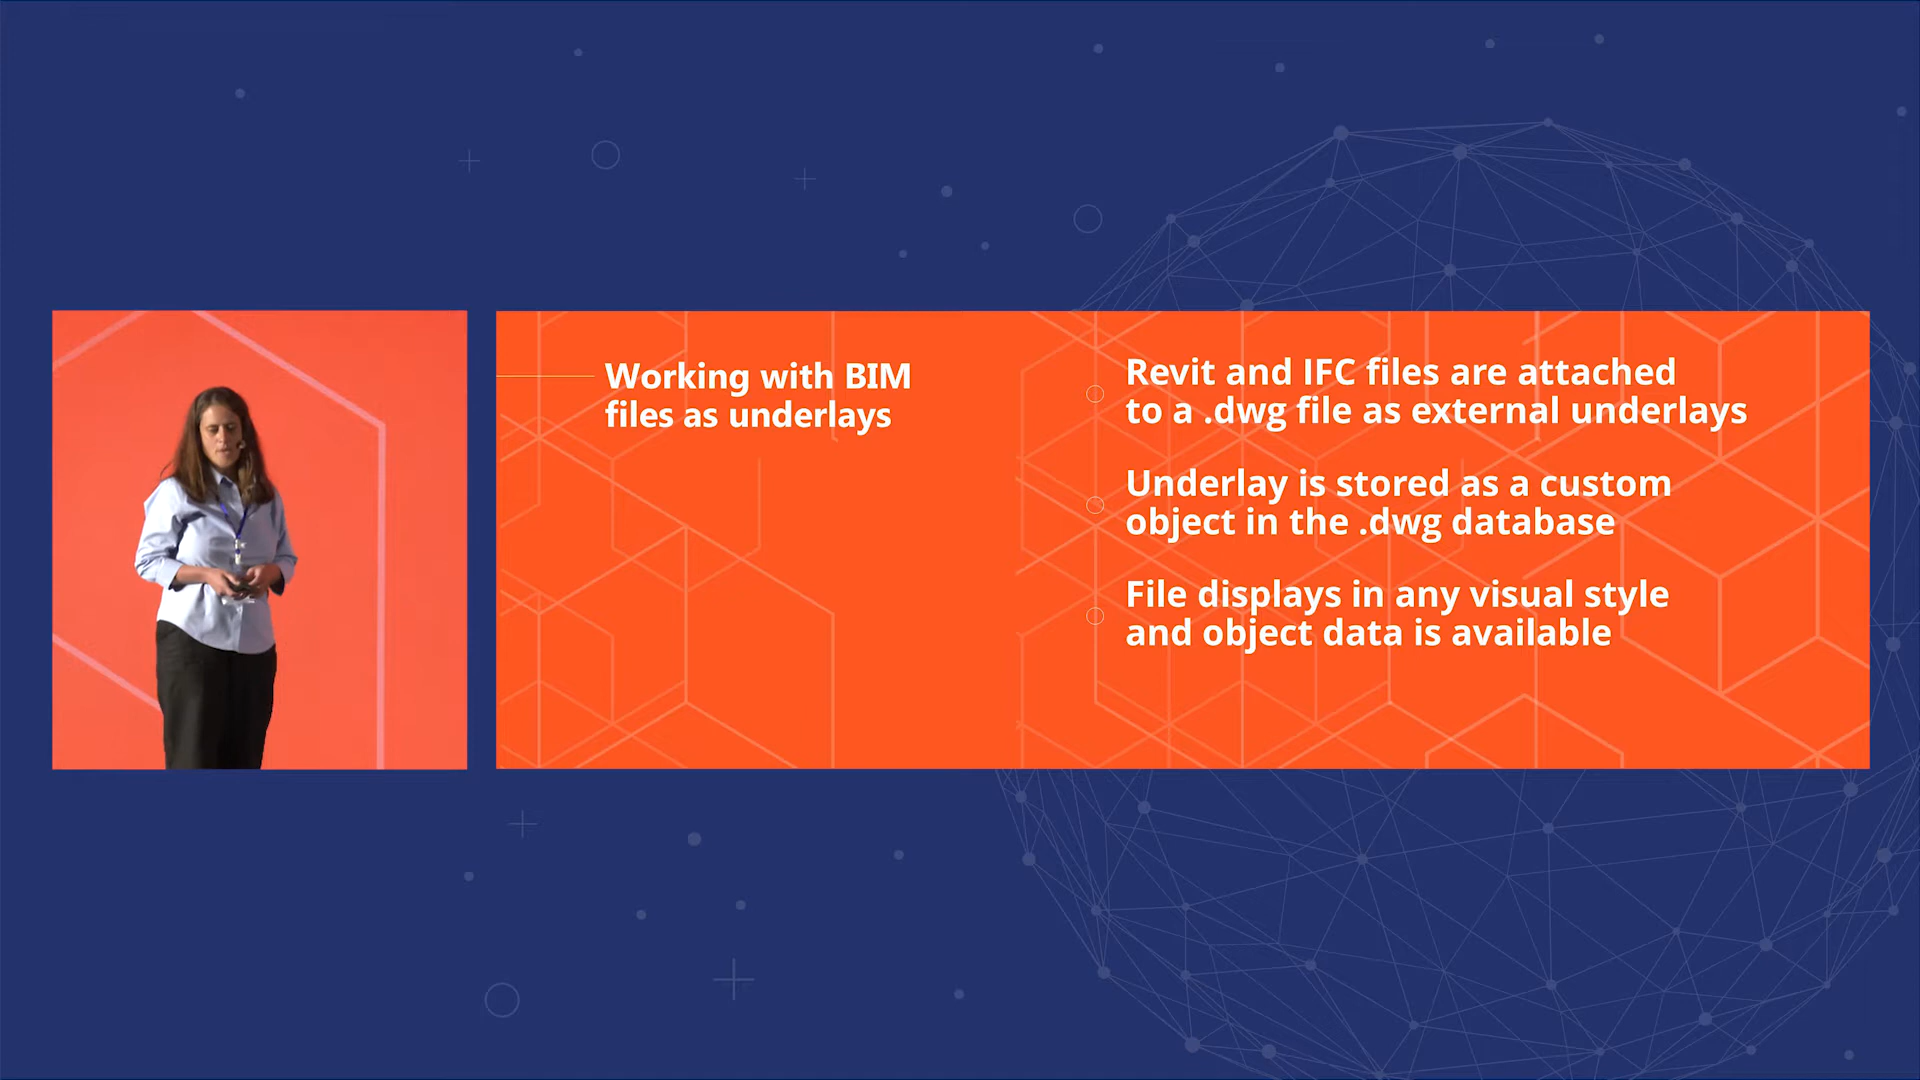 Working with BIM
files as underlays
Revit and IFC files are attached
to a .dwg file as external underlays
Underlay is stored as a custom
object in the .dwg database
File displays in any visual style
and object data is available